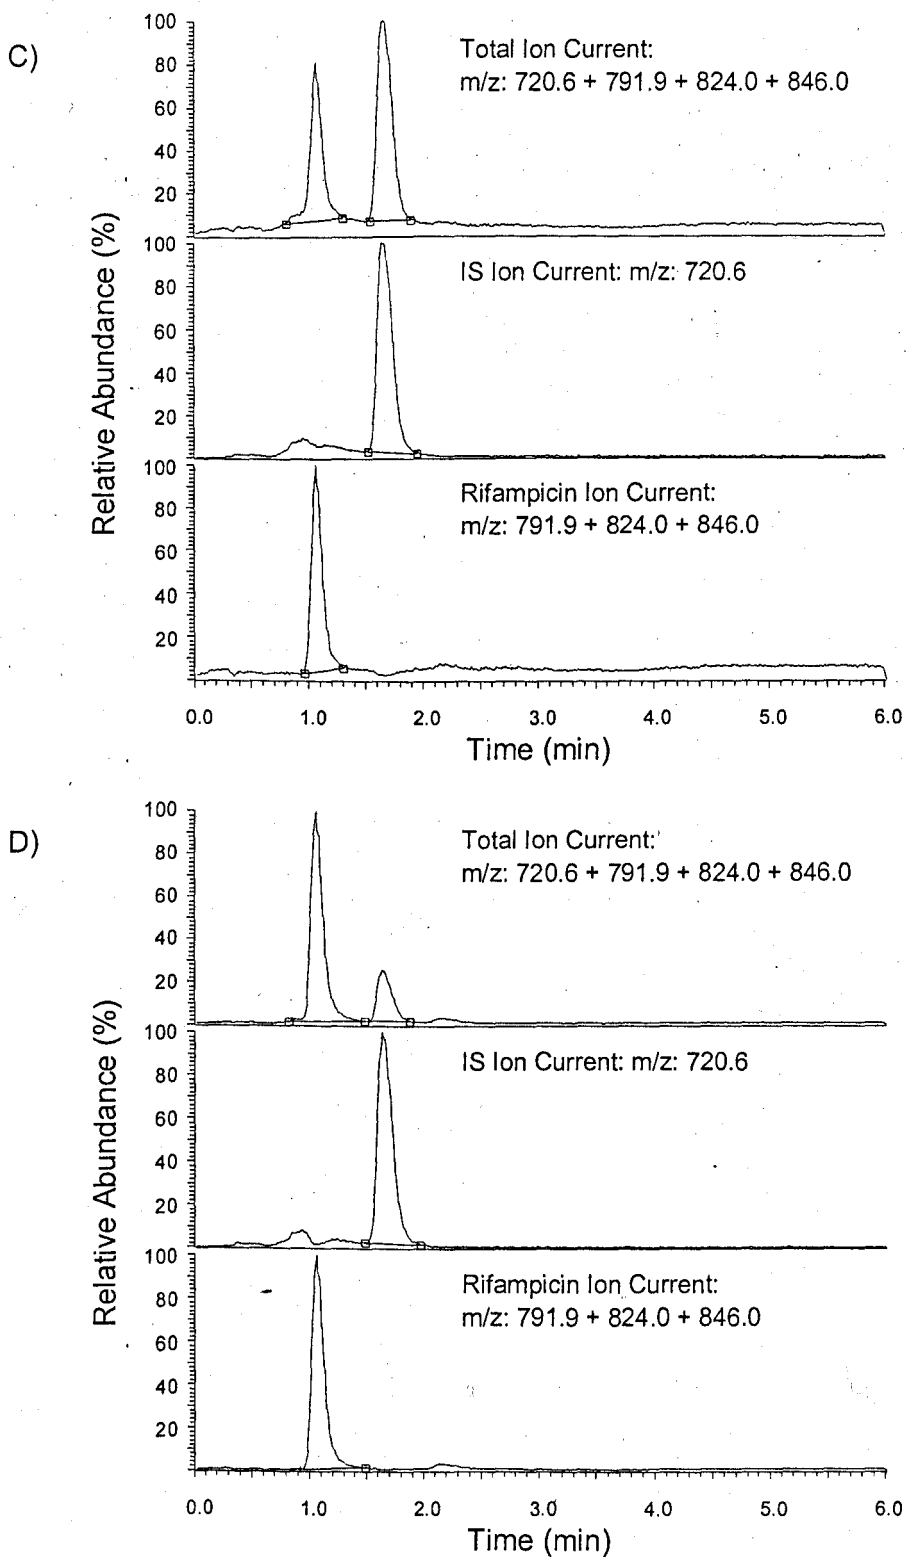 C)
Relative Abundance (%)
100
80
60
40
20
Total Ion Current:
m/z: 720.6 + 791.9 + 824.0 + 846.0
100
80
60
40
20
IS Ion Current: m/z: 720.6
100
80
60
40
20
Rifampicin Ion Current:
m/z: 791.9 + 824.0 + 846.0
0.0 1.0 2.0 3.0 4.0 5.0 6.0
Time (min)
D)
Relative Abundance (%)
100
80
60
40
20
Total Ion Current:
m/z: 720.6 + 791.9 + 824.0 + 846.0
100
80
60
40
20
IS Ion Current: m/z: 720.6
100
80
60
40
20
Rifampicin Ion Current:
m/z: 791.9 + 824.0 + 846.0
0.0 1.0 2.0 3.0 4.0 5.0 6.0
Time (min)